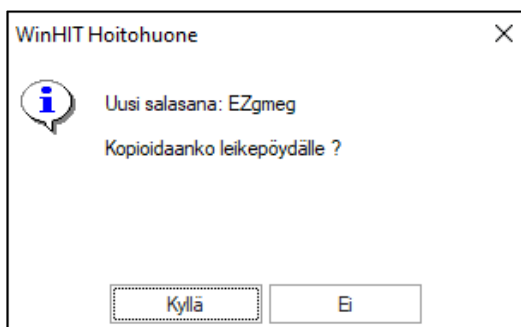 WinHIT Hoitohuone
Uusi salasana: EZgmeg
Kopioidaanko leikepöydälle ?
Kyllä
Ei